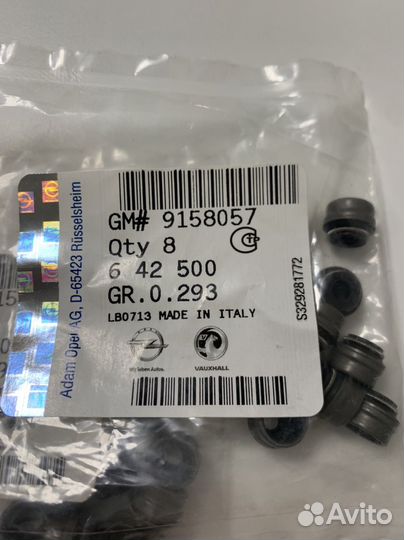 GM# 9158057
Qty 8
6 42 500
GR.0.293
LB0713 MADE IN ITALY
Wir leben Autos.
VAUXHALL
Adam Opel AG, D-65423 Rüsselsheim
S329281772
15
Avito